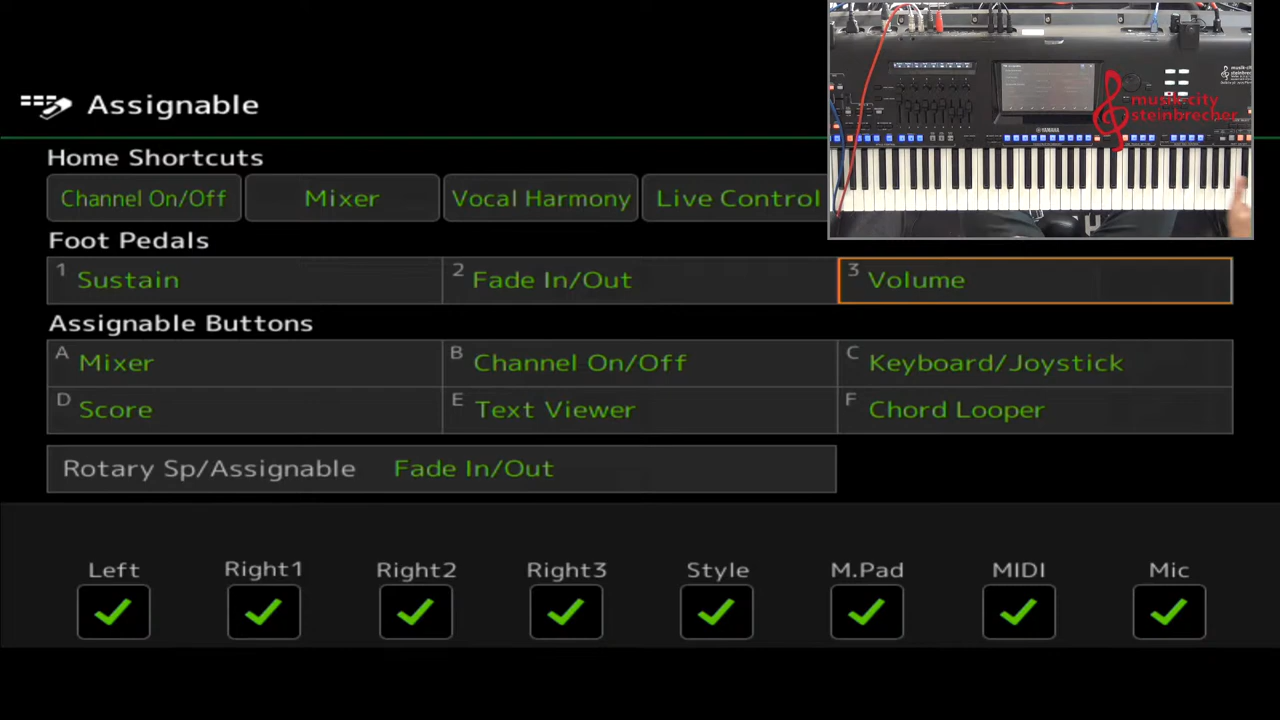 Assignable
Home Shortcuts
Channel On/Off Mixer Vocal Harmony Live Control
Foot Pedals
1 Sustain 2 Fade In/Out 3 Volume
Assignable Buttons
A Mixer B Channel On/Off C Keyboard/Joystick
D Score E Text Viewer F Chord Looper
Rotary Sp/Assignable Fade In/Out
Left Right1 Right2 Right3 Style M.Pad MIDI Mic
musik.city
steinbrecher
YAMAHA